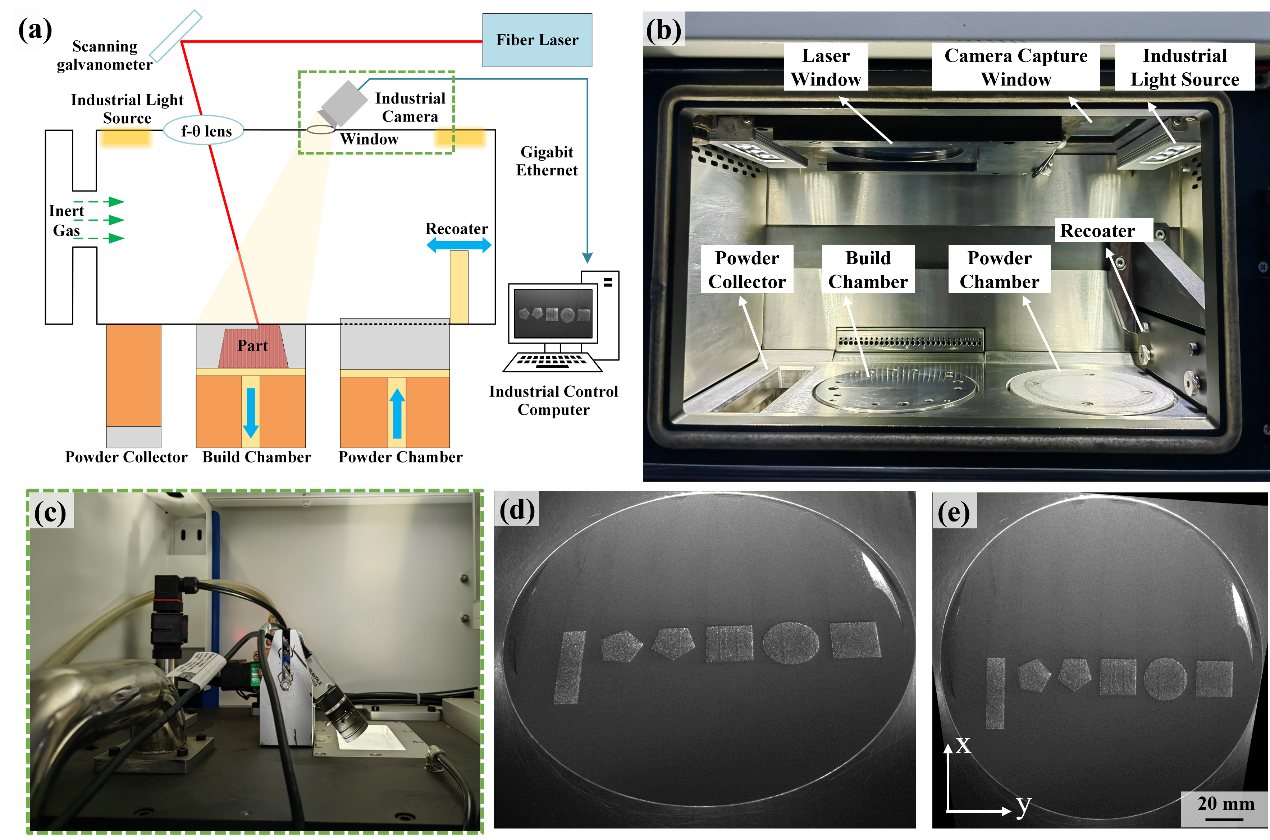 (a)
Fiber Laser
Scanning
galvanometer
Industrial Light
Source
f-θ lens
Industrial
Camera
Window
Gigabit
Ethernet
Inert
Gas
Recoater
Part
Industrial Control
Computer
Powder Collector
Build Chamber
Powder Chamber
(b)
Laser
Window
Camera Capture
Window
Industrial
Light Source
Powder
Collector
Build
Chamber
Powder
Chamber
Recoater
(c)
(d)
(e)
x
y
20 mm